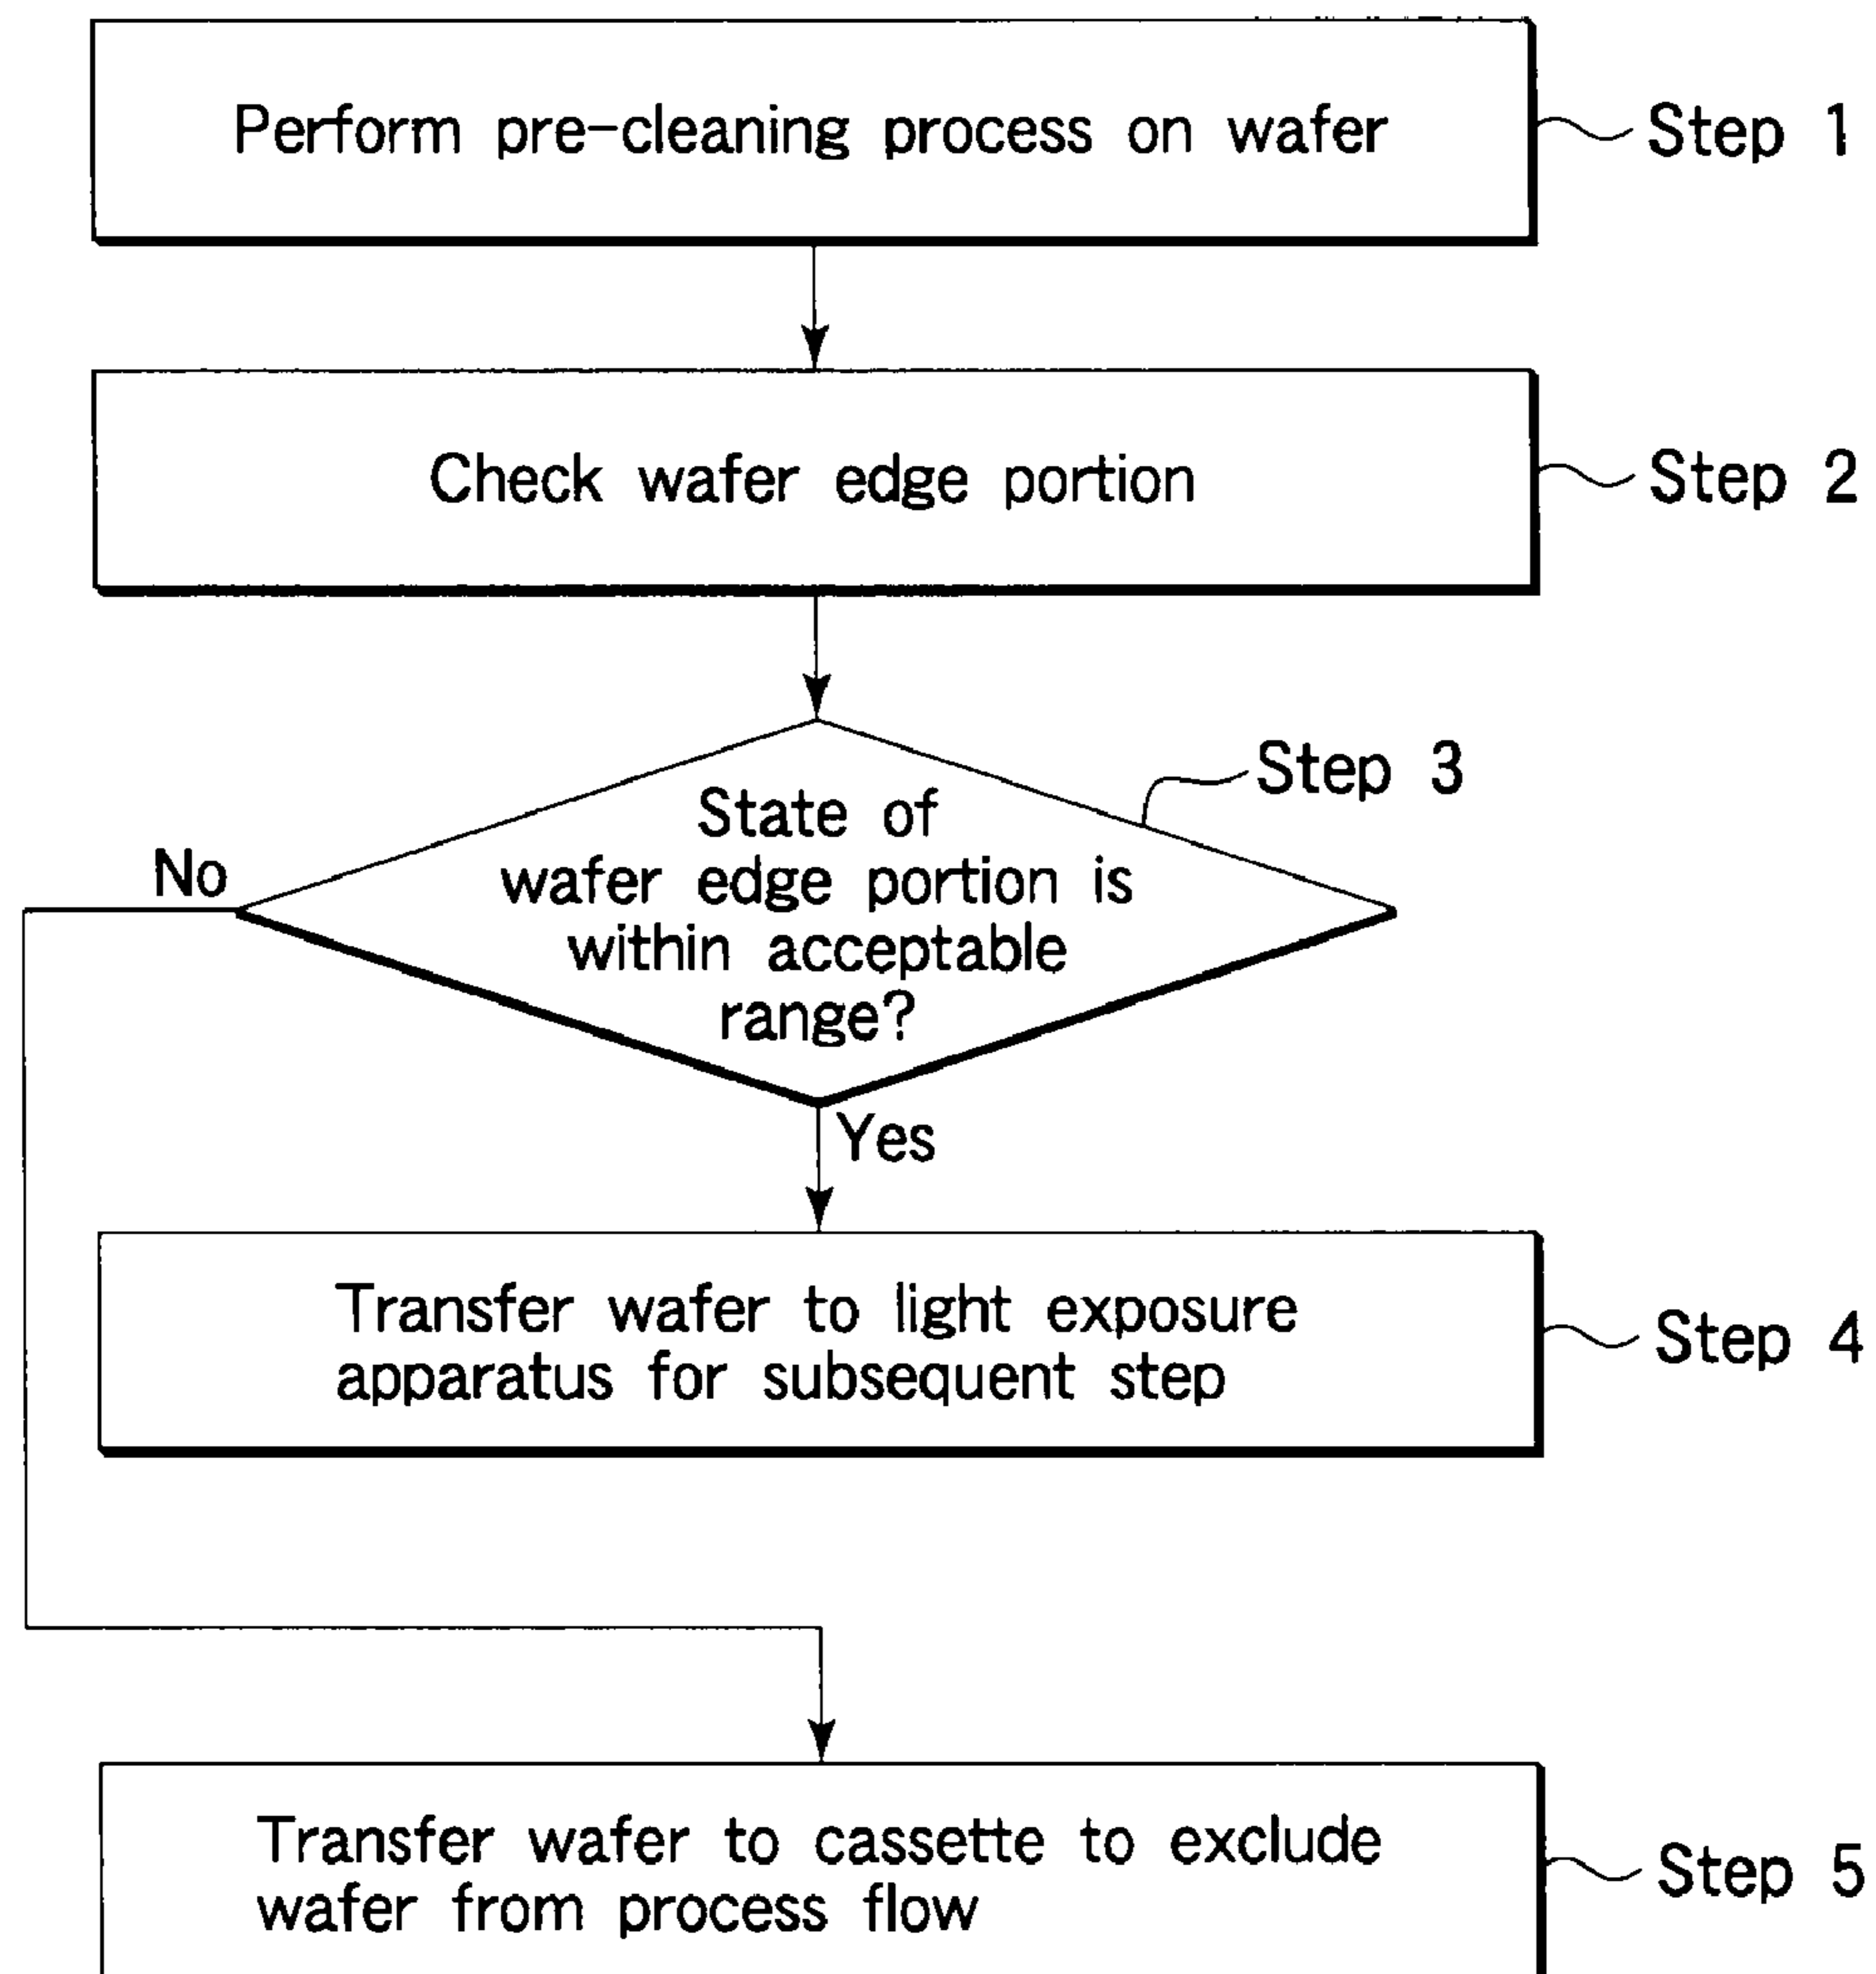 Perform pre-cleaning process on wafer
Step 1
Check wafer edge portion
Step 2
Step 3
State of
wafer edge portion is
within acceptable
range?
No
Yes
Transfer wafer to light exposure
apparatus for subsequent step
Step 4
Transfer wafer to cassette to exclude
wafer from process flow
Step 5